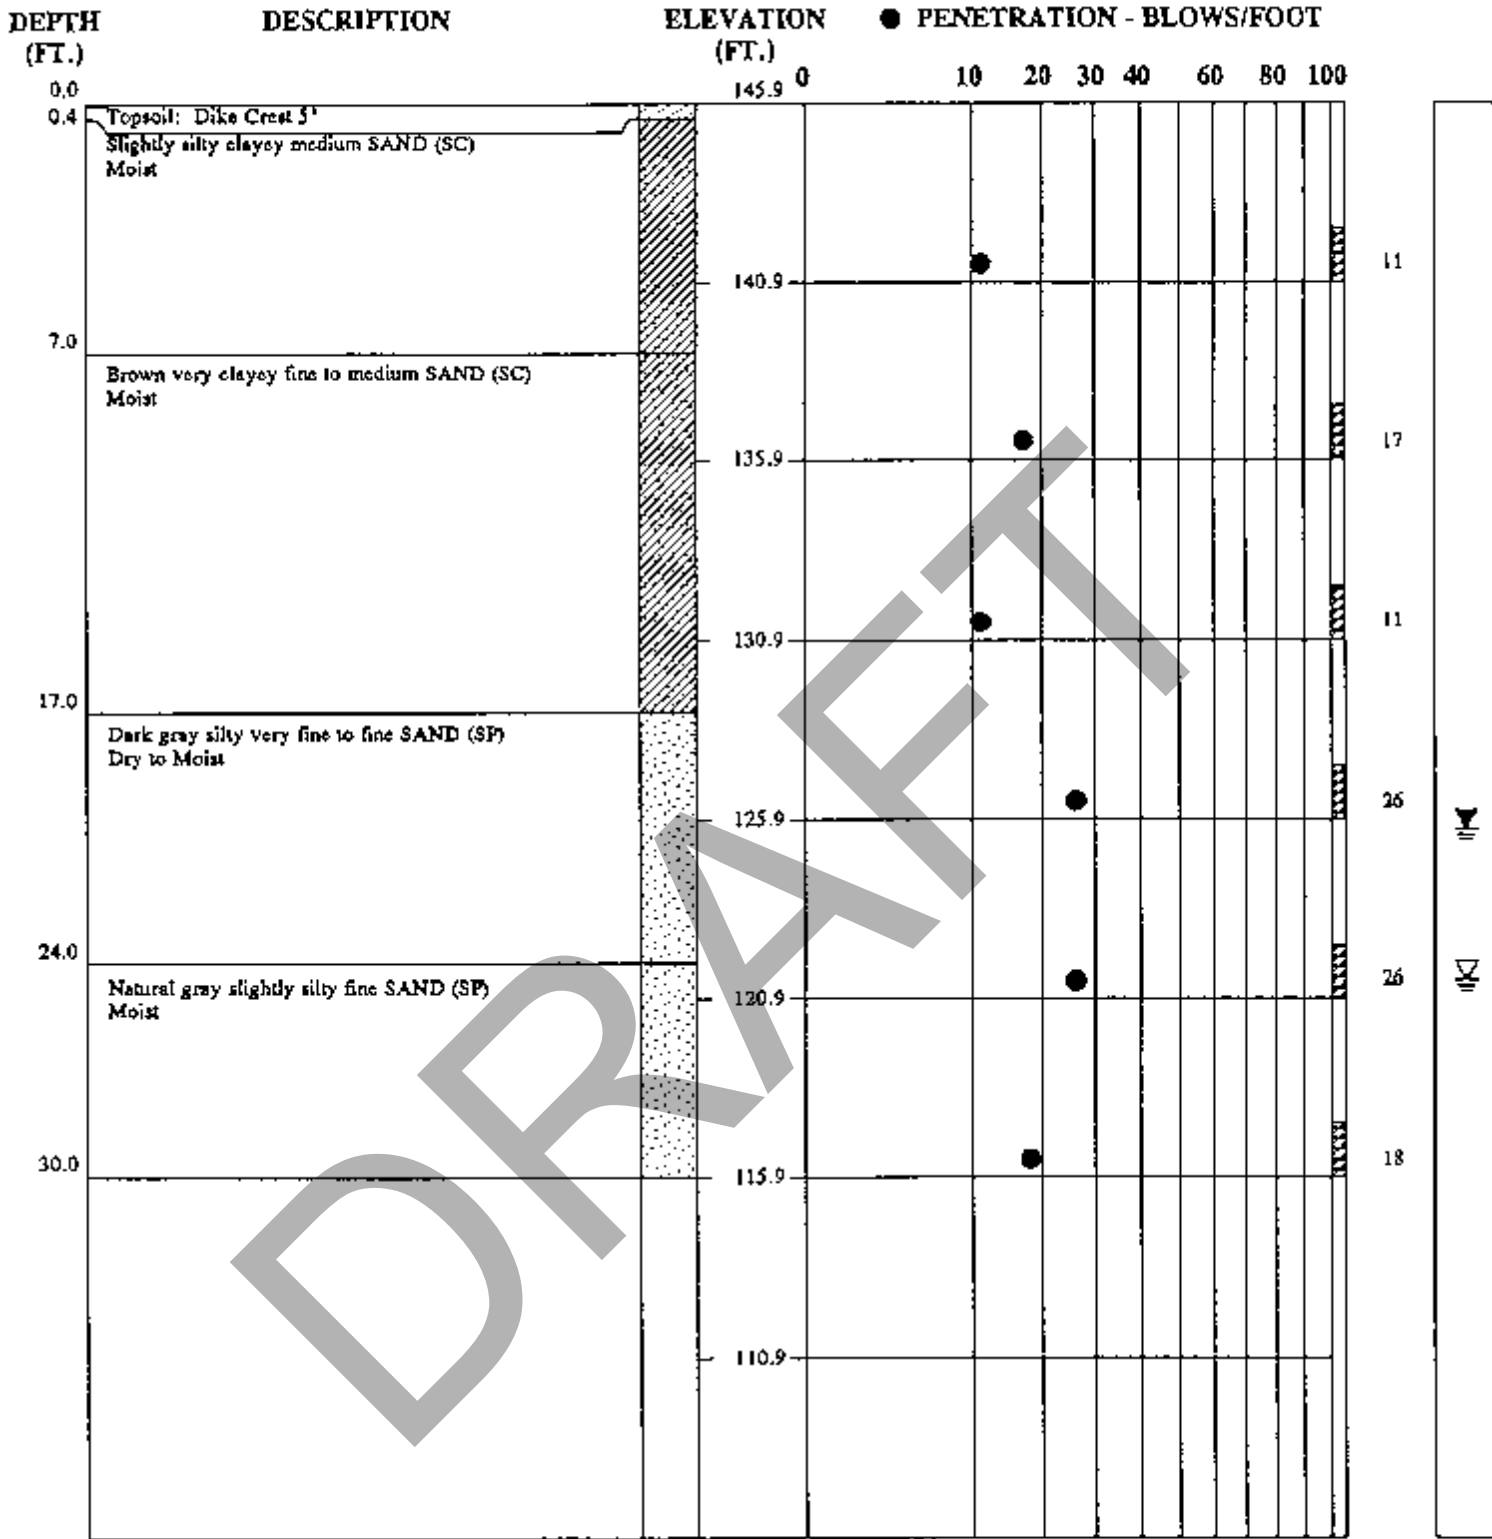 DEPTH (FT.) DESCRIPTION ELEVATION (FT.) ● PENETRATION - BLOWS/FOOT
0 10 20 30 40 60 80 100
0.0 145.9
0.4 Topsoil: Dike Crest 5"
Slightly silty clayey medium SAND (SC)
Moist
11
140.9
7.0
Brown very clayey fine to medium SAND (SC)
Moist
17
135.9
11
130.9
17.0
Dark gray silty very fine to fine SAND (SP)
Dry to Moist
26
125.9
24.0
Natural gray slightly silty fine SAND (SP)
Moist
26
120.9
18
30.0 115.9
110.9
DRAFT